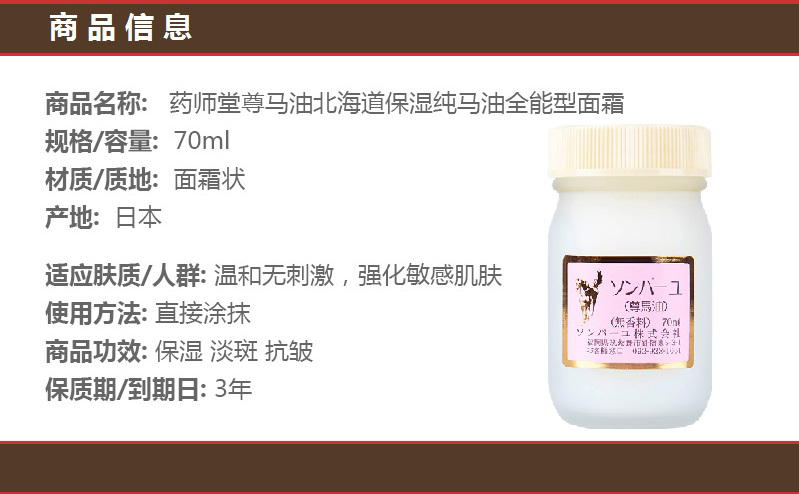 商品信息
商品名称: 药师堂尊马油北海道保湿纯马油全能型面霜
规格/容量: 70ml
材质/质地: 面霜状
产地: 日本
适应肤质/人群: 温和无刺激，强化敏感肌肤
使用方法: 直接涂抹
商品功效: 保湿 淡斑 抗皱
保质期/到期日: 3年
ソンバーユ
(尊馬油)
(無香料) 70ml
ソンバーユ株式会社